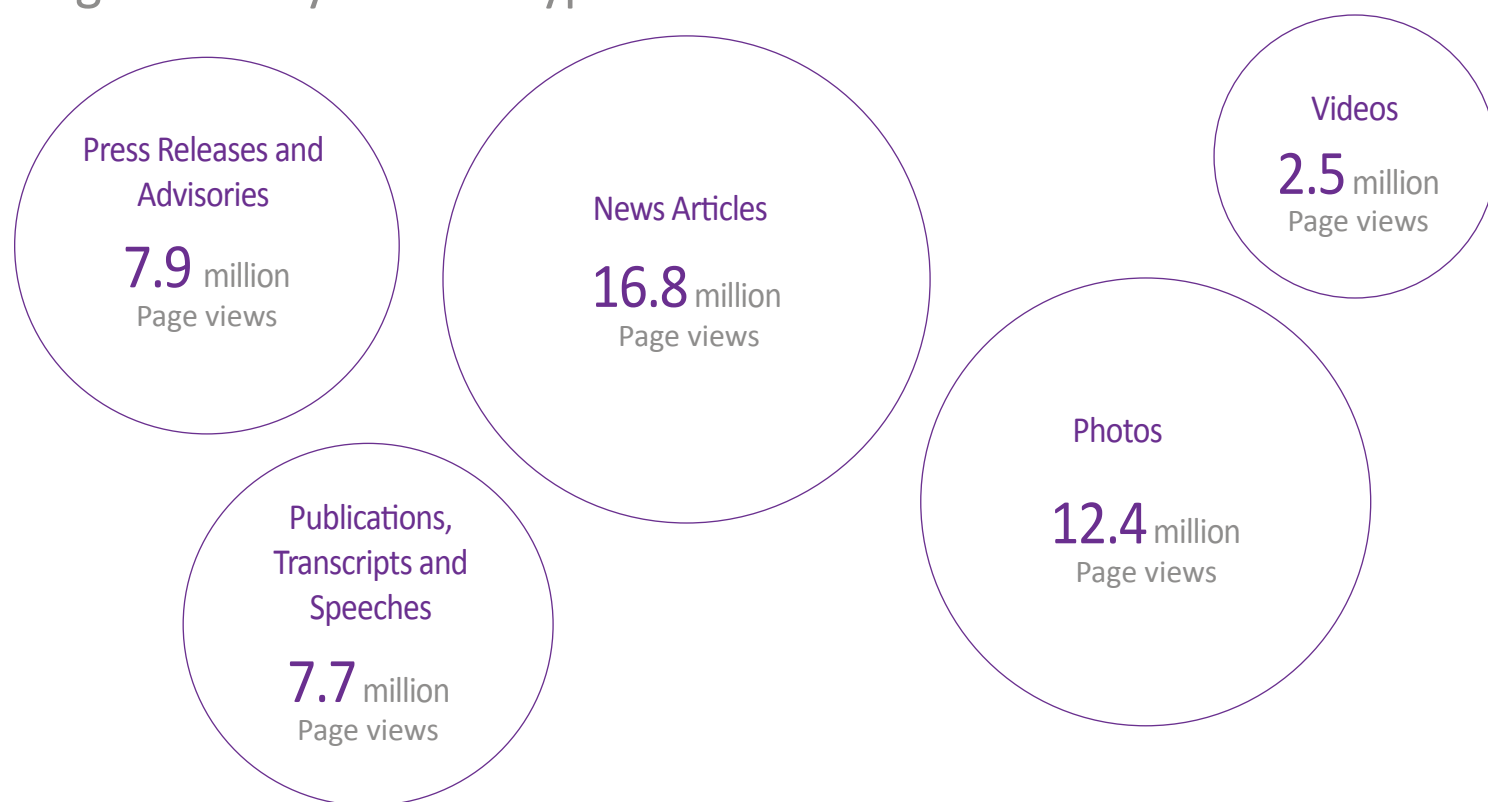 Press Releases and
Advisories
7.9 million
Page views
News Articles
16.8 million
Page views
Videos
2.5 million
Page views
Photos
12.4 million
Page views
Publications,
Transcripts and
Speeches
7.7 million
Page views